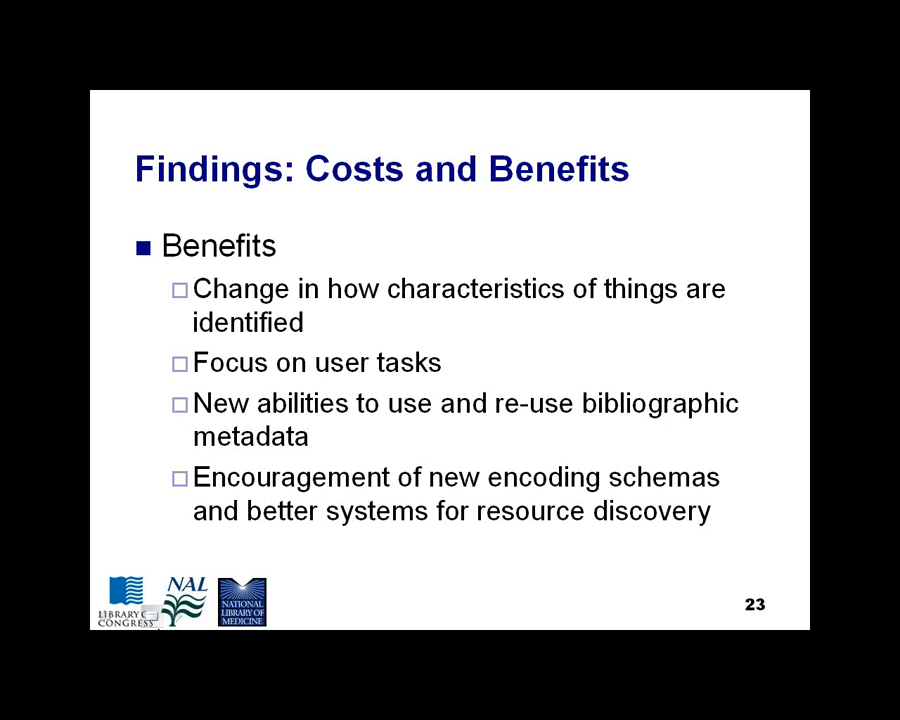 Findings: Costs and Benefits
Benefits
Change in how characteristics of things are
identified
Focus on user tasks
New abilities to use and re-use bibliographic
metadata
Encouragement of new encoding schemas
and better systems for resource discovery
NAL
LIBRARY
CONGRESS
NATIONAL
LIBRARY OF
MEDICINE
23